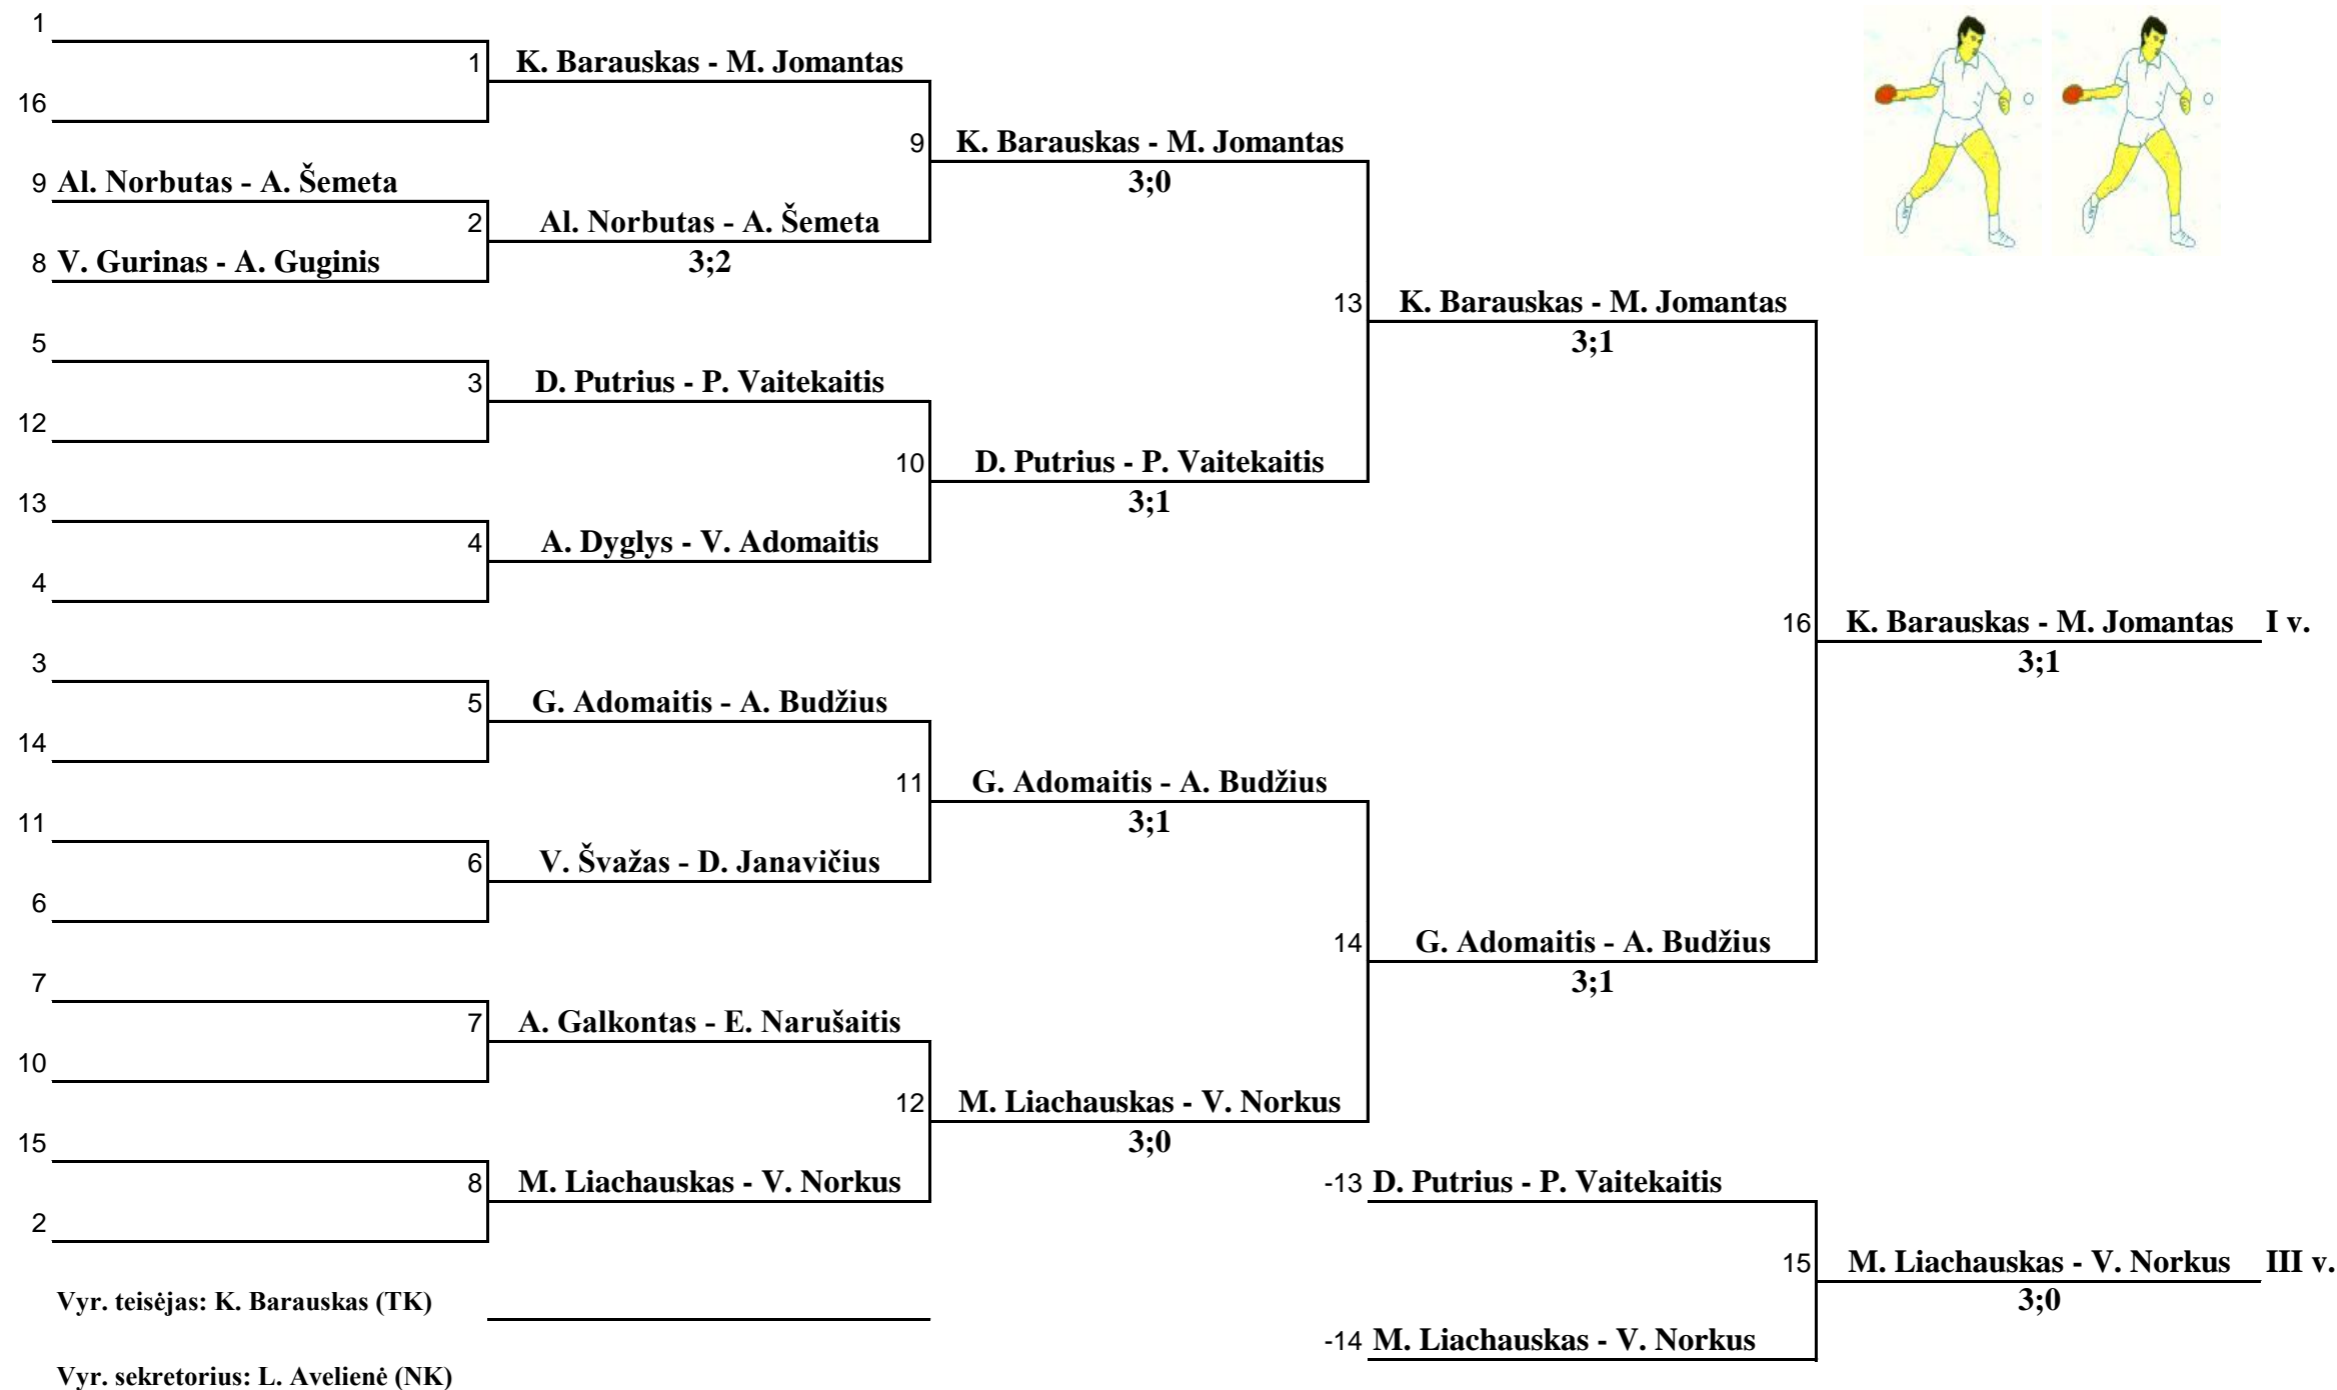 1
1 K. Barauskas - M. Jomantas
16
9 K. Barauskas - M. Jomantas
9 Al. Norbutas - A. Šemeta
3;0
2 Al. Norbutas - A. Šemeta
8 V. Gurinas - A. Guginis
3;2
13 K. Barauskas - M. Jomantas
5
3;1
3 D. Putrius - P. Vaitekaitis
12
10 D. Putrius - P. Vaitekaitis
13
3;1
4 A. Dyglys - V. Adomaitis
4
16 K. Barauskas - M. Jomantas I v.
3
3;1
5 G. Adomaitis - A. Budžius
14
11 G. Adomaitis - A. Budžius
11
3;1
6 V. Švažas - D. Janavičius
6
14 G. Adomaitis - A. Budžius
7
3;1
7 A. Galkontas - E. Narušaitis
10
12 M. Liachauskas - V. Norkus
15
3;0
8 M. Liachauskas - V. Norkus
-13 D. Putrius - P. Vaitekaitis
2
15 M. Liachauskas - V. Norkus III v.
Vyr. teisėjas: K. Barauskas (TK)
3;0
-14 M. Liachauskas - V. Norkus
Vyr. sekretorius: L. Avelienė (NK)